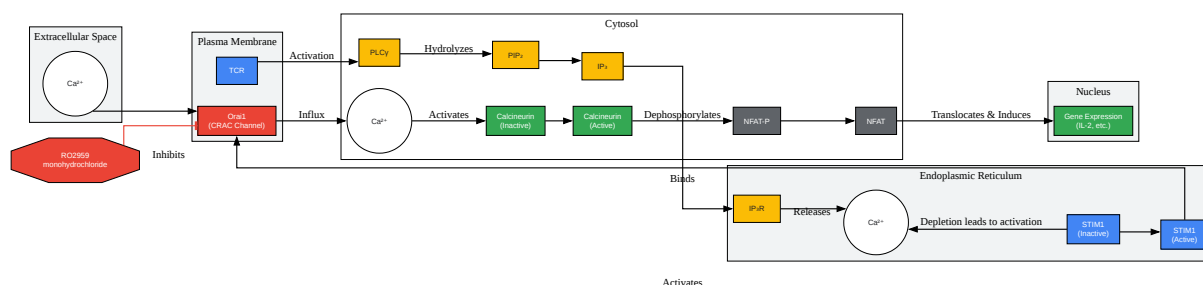 Cytosol
Extracellular Space
Plasma Membrane
Ca²⁺
TCR
Activation
PLCγ
Hydrolyzes
PIP₂
IP₃
Nucleus
Orai1
(CRAC Channel)
Influx
Ca²⁺
Activates
Calcineurin
(Inactive)
Calcineurin
(Active)
Dephosphorylates
NFAT-P
NFAT
Translocates & Induces
Gene Expression
(IL-2, etc.)
RO2959
monohydrochloride
Inhibits
Binds
Endoplasmic Reticulum
IP₃R
Releases
Ca²⁺
Depletion leads to activation
STIM1
(Inactive)
STIM1
(Active)
Activates